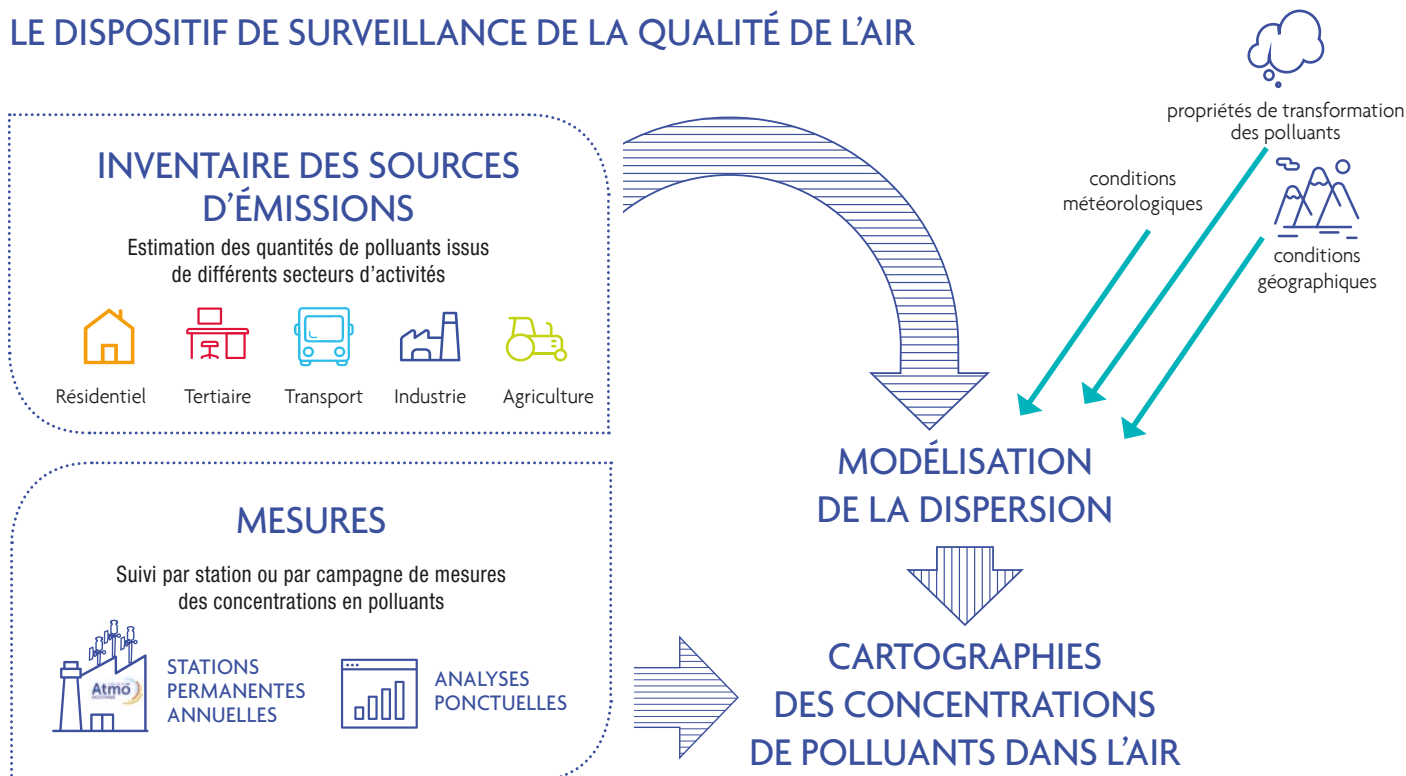 LE DISPOSITIF DE SURVEILLANCE DE LA QUALITÉ DE L'AIR
propriétés de transformation
des polluants
conditions
météorologiques
conditions
géographiques
INVENTAIRE DES SOURCES
D'ÉMISSIONS
Estimation des quantités de polluants issus
de différents secteurs d'activités
Résidentiel
Tertiaire
Transport
Industrie
Agriculture
MODÉLISATION
DE LA DISPERSION
MESURES
Suivi par station ou par campagne de mesures
des concentrations en polluants
Atmo
STATIONS
PERMANENTES
ANNUELLES
ANALYSES
PONCTUELLES
CARTOGRAPHIES
DES CONCENTRATIONS
DE POLLUANTS DANS L'AIR